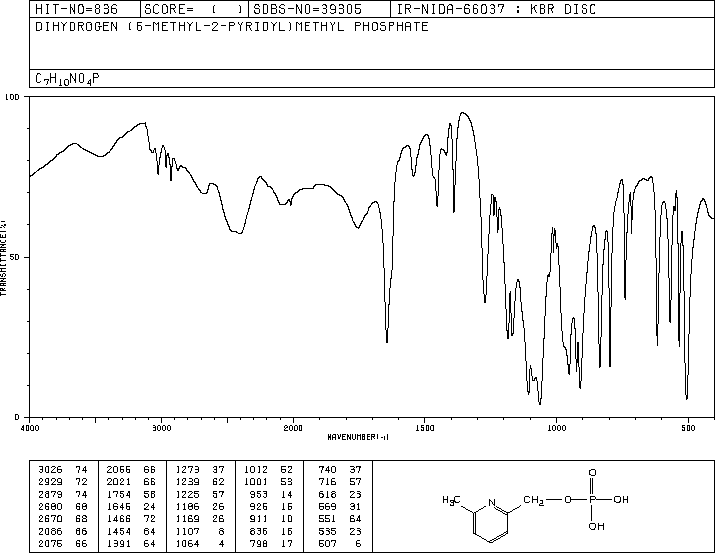 HIT-NO=836 SCORE= ( ) SDBS-NO=39305 IR-NIDA-66037 : KBR DISC
DIHYDROGEN (6-METHYL-2-PYRIDYL)METHYL PHOSPHATE
C7H10NO4P
100
50
0
TRANSMITTANCE(%)
4000 3000 2000 1500 1000 500
WAVENUMBER(-1)
3026 74 2066 66 1273 37 1012 52 740 37
2929 72 2021 66 1239 62 1001 53 716 57
2879 74 1754 58 1225 57 953 14 618 23
2680 68 1646 24 1186 26 926 15 569 31
2670 68 1466 72 1169 26 911 10 551 64
2086 66 1454 64 1107 8 836 16 535 23
2075 66 1391 64 1064 4 798 17 507 6
H3C N CH2 O P OH
O
OH